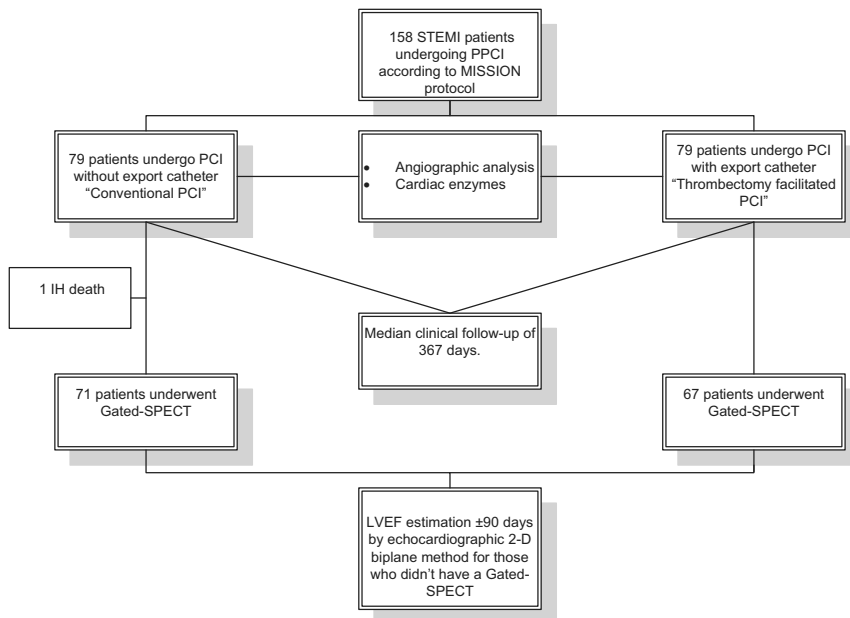 158 STEMI patients
undergoing PPCI
according to MISSION
protocol
79 patients undergo PCI
without export catheter
“Conventional PCI”
• Angiographic analysis
• Cardiac enzymes
79 patients undergo PCI
with export catheter
“Thrombectomy facilitated
PCI”
1 IH death
Median clinical follow-up of
367 days.
71 patients underwent
Gated-SPECT
67 patients underwent
Gated-SPECT
LVEF estimation ±90 days
by echocardiographic 2-D
biplane method for those
who didn’t have a Gated-
SPECT